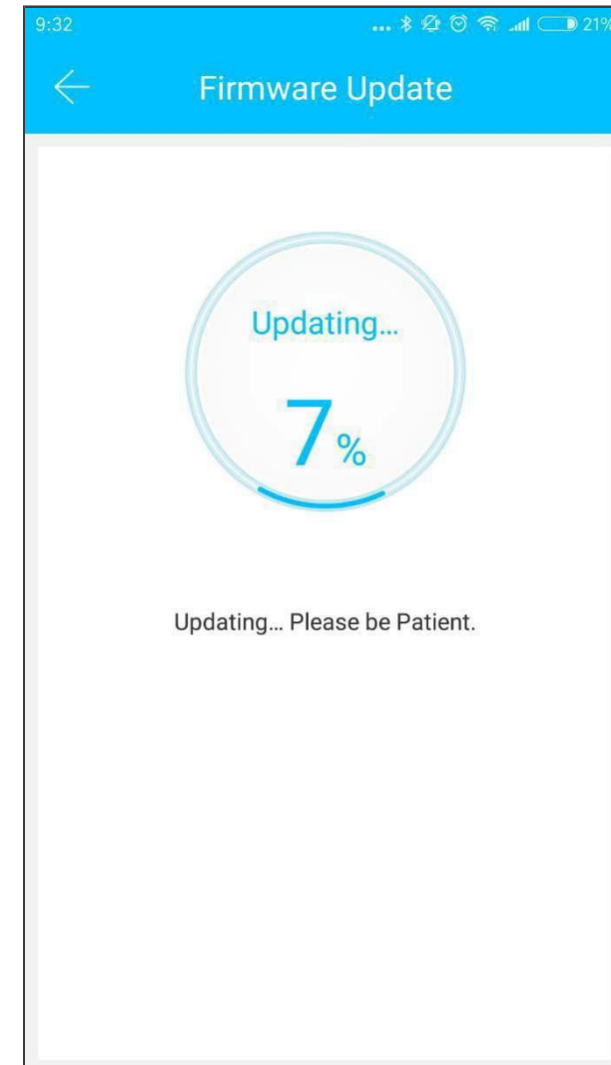 9:32
... 21%
Firmware Update
Updating...
7%
Updating... Please be Patient.